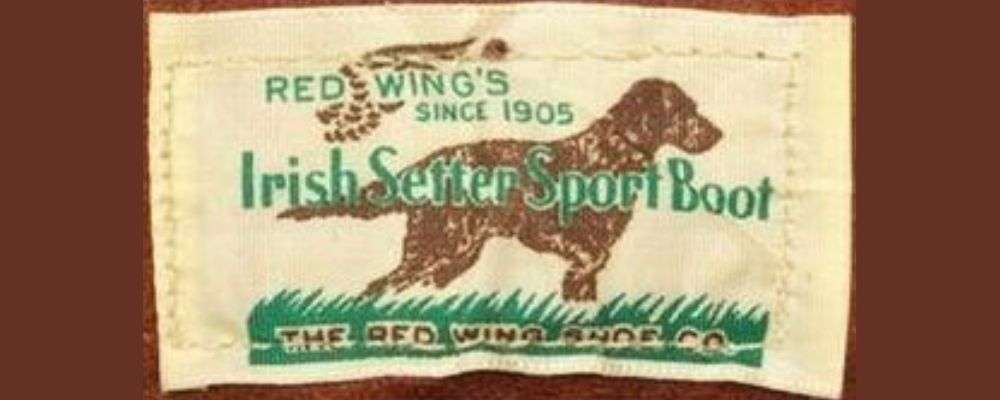 RED WING'S
SINCE 1905
Irish Setter Sport Boot
THE RED WING SHOE CO.